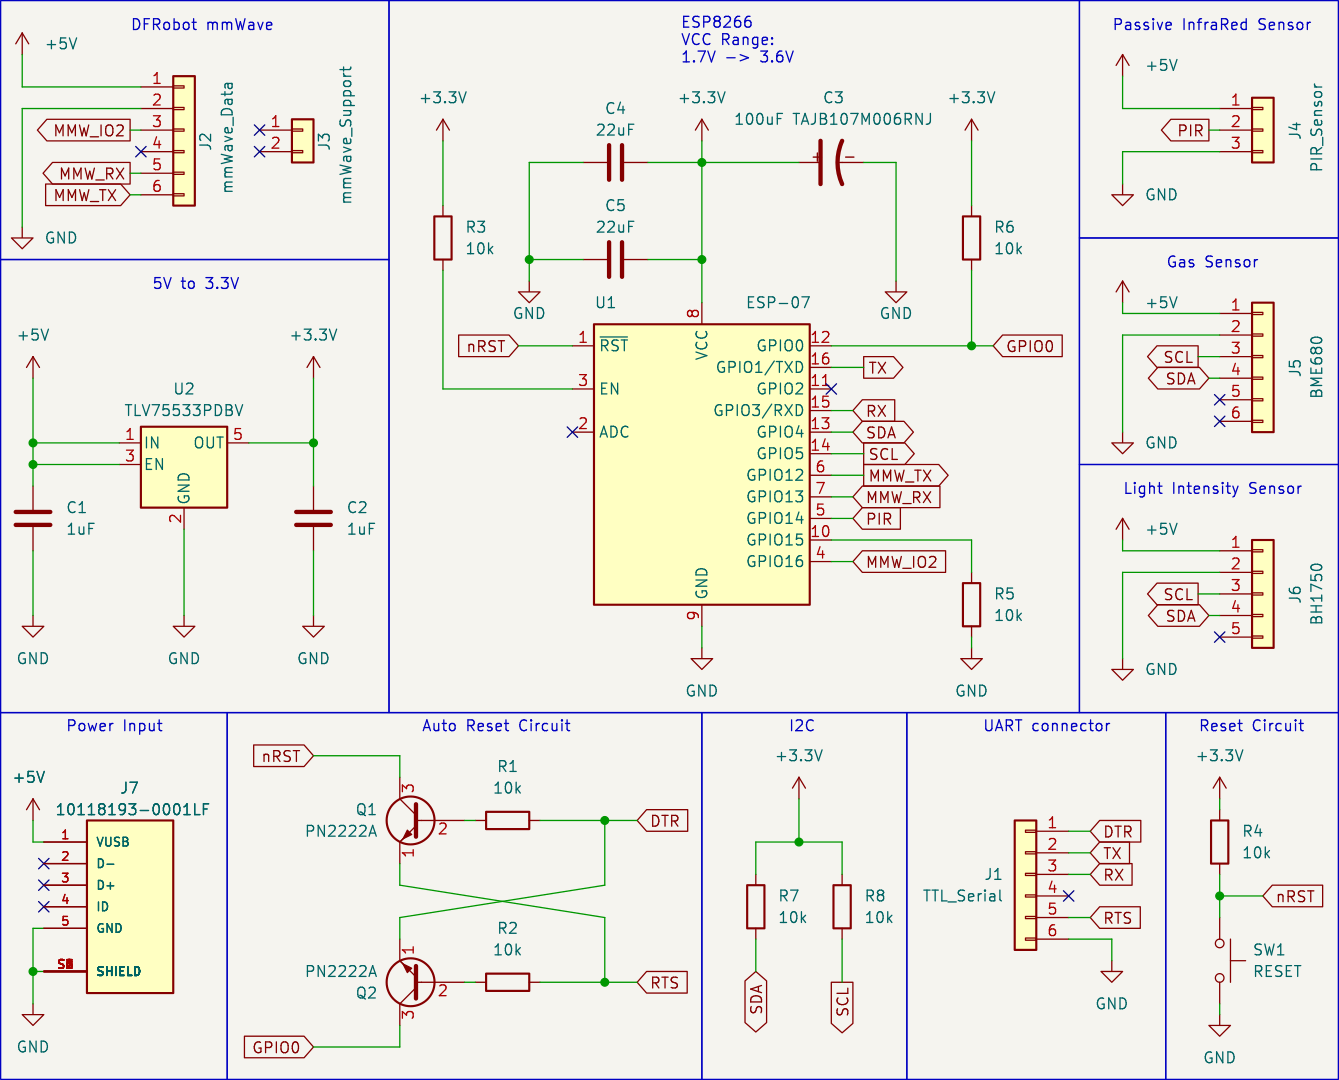 DFRobot mmWave
+5V
1
2
MMW_IO2
3
4
MMW_RX
5
MMW_TX
6
J2
mmWave_Data
1
2
J3
mmWave_Support
GND
5V to 3.3V
+5V
+3.3V
U2
TLV75533PDBV
1
IN
OUT
5
3
EN
GND
2
C1
1uF
C2
1uF
GND
GND
GND
ESP8266
VCC Range:
1.7V -> 3.6V
+3.3V
C4
22uF
+3.3V
C3
100uF TAJB107M006RNJ
+
−
+3.3V
C5
22uF
R3
10k
R6
10k
GND
GND
U1
ESP-07
8
VCC
nRST
1
RST
3
EN
2
ADC
GPIO0
12
GPIO0
GPIO1/TXD
16
TX
GPIO2
11
GPIO3/RXD
15
RX
GPIO4
13
SDA
GPIO5
14
SCL
GPIO12
6
MMW_TX
GPIO13
7
MMW_RX
GPIO14
5
PIR
GPIO15
10
GPIO16
4
MMW_IO2
GND
9
R5
10k
GND
GND
Passive InfraRed Sensor
+5V
1
PIR
2
3
J4
PIR_Sensor
GND
Gas Sensor
+5V
1
2
SCL
3
SDA
4
5
6
J5
BME680
GND
Light Intensity Sensor
+5V
1
2
SCL
3
SDA
4
5
J6
BH1750
GND
Power Input
+5V
J7
10118193-0001LF
1
VUSB
2
D-
3
D+
4
ID
5
GND
SHIELD
GND
Auto Reset Circuit
nRST
3
Q1
PN2222A
2
1
R1
10k
DTR
R2
10k
1
PN2222A
Q2
2
3
RTS
GPIO0
I2C
+3.3V
R7
10k
R8
10k
SDA
SCL
UART connector
J1
TTL_Serial
1
DTR
2
TX
3
RX
4
5
RTS
6
GND
Reset Circuit
+3.3V
R4
10k
nRST
SW1
RESET
GND